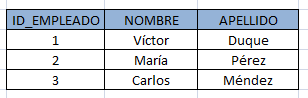 ID_EMPLEADO NOMBRE APELLIDO
1 Víctor Duque
2 María Pérez
3 Carlos Méndez